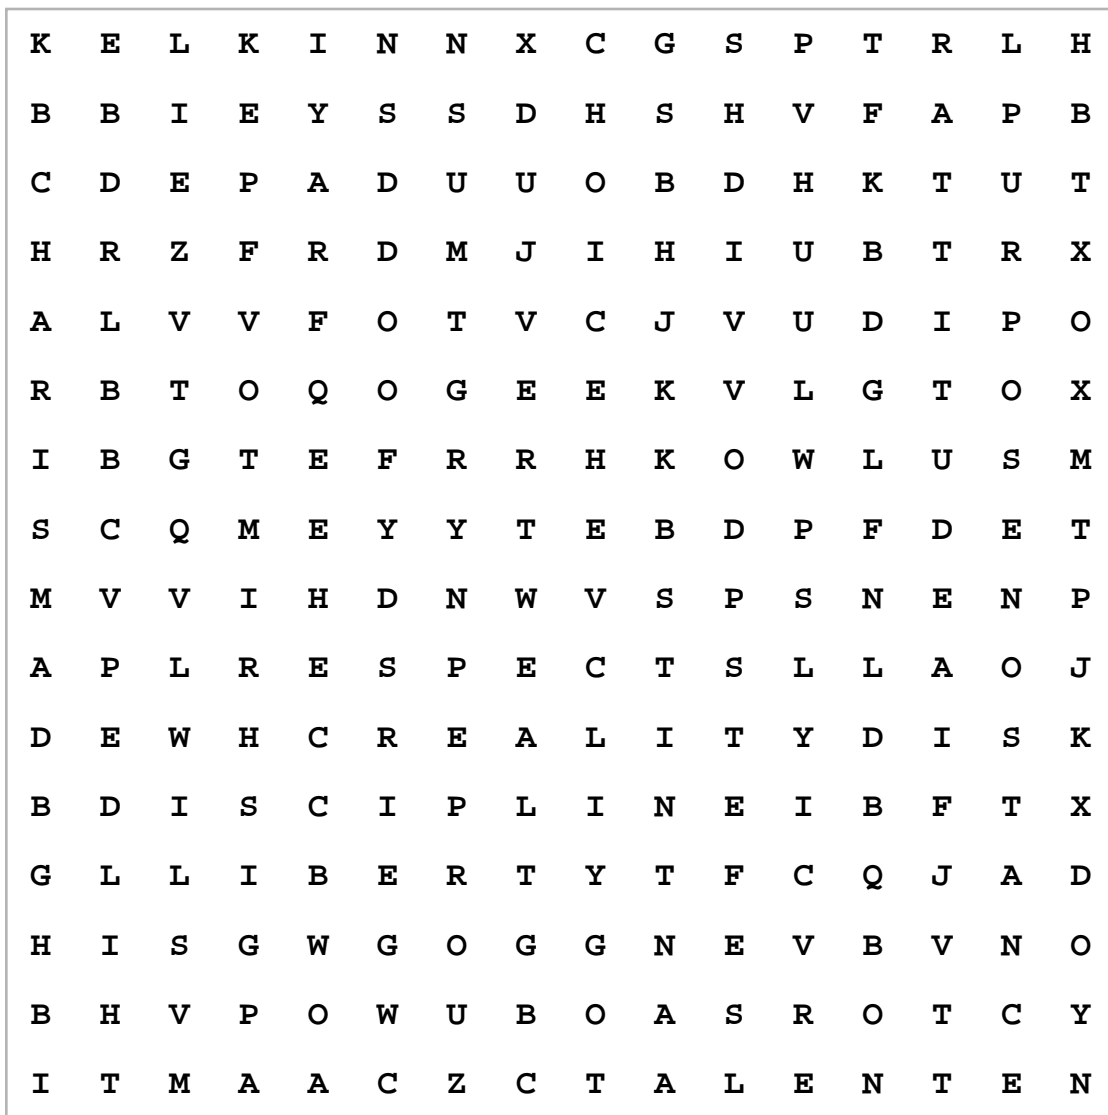 K E L K I N N X C G S P T R L H
B B I E Y S S D H S H V F A P B
C D E P A D U U O B D H K T U T
H R Z F R D M J I H I U B T R X
A L V V F O T V C J V U D I P O
R B T O Q O G E E K V L G T O X
I B G T E F R R H K O W L U S M
S C Q M E Y Y T E B D P F D E T
M V V I H D N W V S P S N E N P
A P L R E S P E C T S L L A O J
D E W H C R E A L I T Y D I S K
B D I S C I P L I N E I B F T X
G L L I B E R T Y T F C Q J A D
H I S G W G O G G N E V B V N O
B H V P O W U B O A S R O T C Y
I T M A A C Z C T A L E N T E N